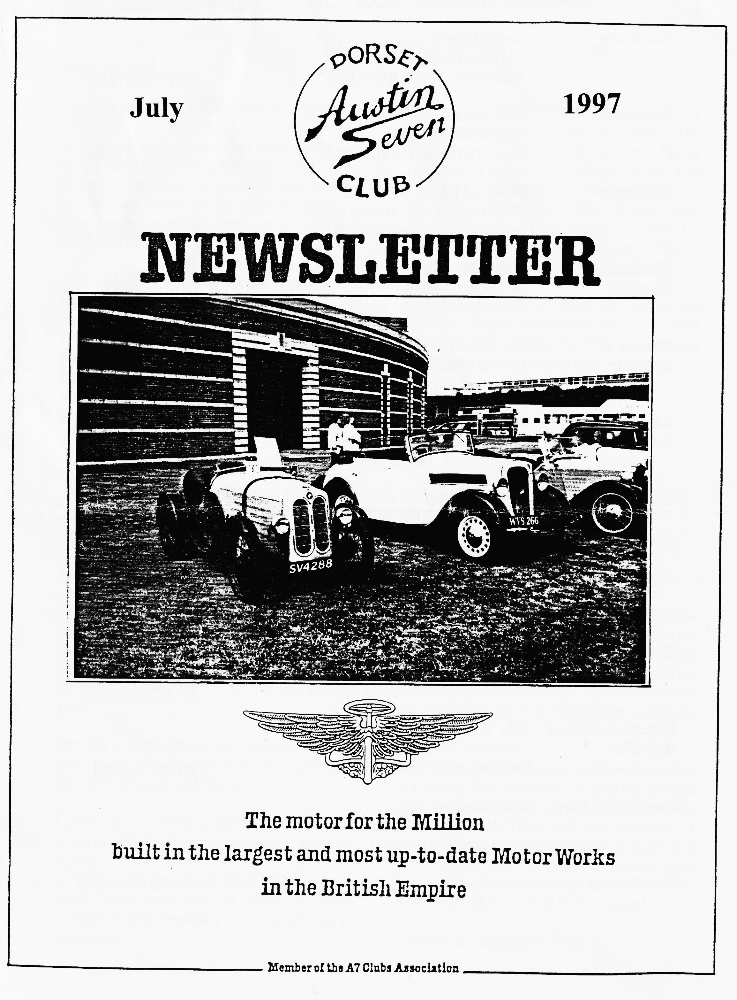 DORSET
Austin
Seven
CLUB
July
1997
NEWSLETTER
WVS 266
SV4288
The motor for the Million
built in the largest and most up-to-date Motor Works
in the British Empire
Member of the A7 Clubs Association